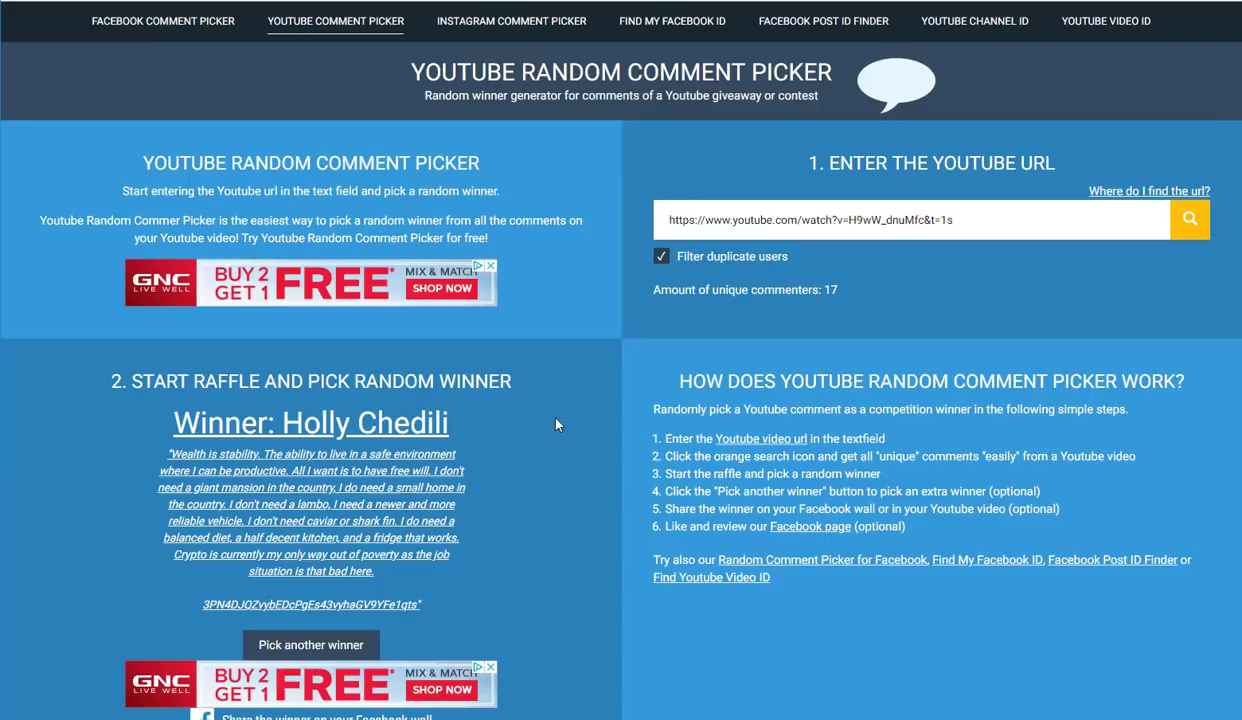 FACEBOOK COMMENT PICKER
YOUTUBE COMMENT PICKER
INSTAGRAM COMMENT PICKER
FIND MY FACEBOOK ID
FACEBOOK POST ID FINDER
YOUTUBE CHANNEL ID
YOUTUBE VIDEO ID
YOUTUBE RANDOM COMMENT PICKER
Random winner generator for comments of a Youtube giveaway or contest
YOUTUBE RANDOM COMMENT PICKER
Start entering the Youtube url in the text field and pick a random winner.
Youtube Random Commer Picker is the easiest way to pick a random winner from all the comments on
your Youtube video! Try Youtube Random Comment Picker for free!
GNC
LIVE WELL
BUY 2
GET 1
FREE*
MIX & MATCH
SHOP NOW
1. ENTER THE YOUTUBE URL
Where do I find the url?
https://www.youtube.com/watch?v=H9wW_dnuMfc&t=1s
Filter duplicate users
Amount of unique commenters: 17
2. START RAFFLE AND PICK RANDOM WINNER
Winner: Holly Chedili
"Wealth is stability. The ability to live in a safe environment
where I can be productive. All I want is to have free will. I don't
need a giant mansion in the country, I do need a small home in
the country. I don't need a lambo, I need a newer and more
reliable vehicle. I don't need caviar or shark fin. I do need a
balanced diet, a half decent kitchen, and a fridge that works.
Crypto is currently my only way out of poverty as the job
situation is that bad here.
3PN4DJQZvybEDcPgEs43vyhaGV9YFe1qts"
Pick another winner
GNC
LIVE WELL
BUY 2
GET 1
FREE*
MIX & MATCH
SHOP NOW
Share the winner on your Facebook wall
HOW DOES YOUTUBE RANDOM COMMENT PICKER WORK?
Randomly pick a Youtube comment as a competition winner in the following simple steps.
1. Enter the Youtube video url in the textfield
2. Click the orange search icon and get all "unique" comments "easily" from a Youtube video
3. Start the raffle and pick a random winner
4. Click the "Pick another winner" button to pick an extra winner (optional)
5. Share the winner on your Facebook wall or in your Youtube video (optional)
6. Like and review our Facebook page (optional)
Try also our Random Comment Picker for Facebook, Find My Facebook ID, Facebook Post ID Finder or
Find Youtube Video ID